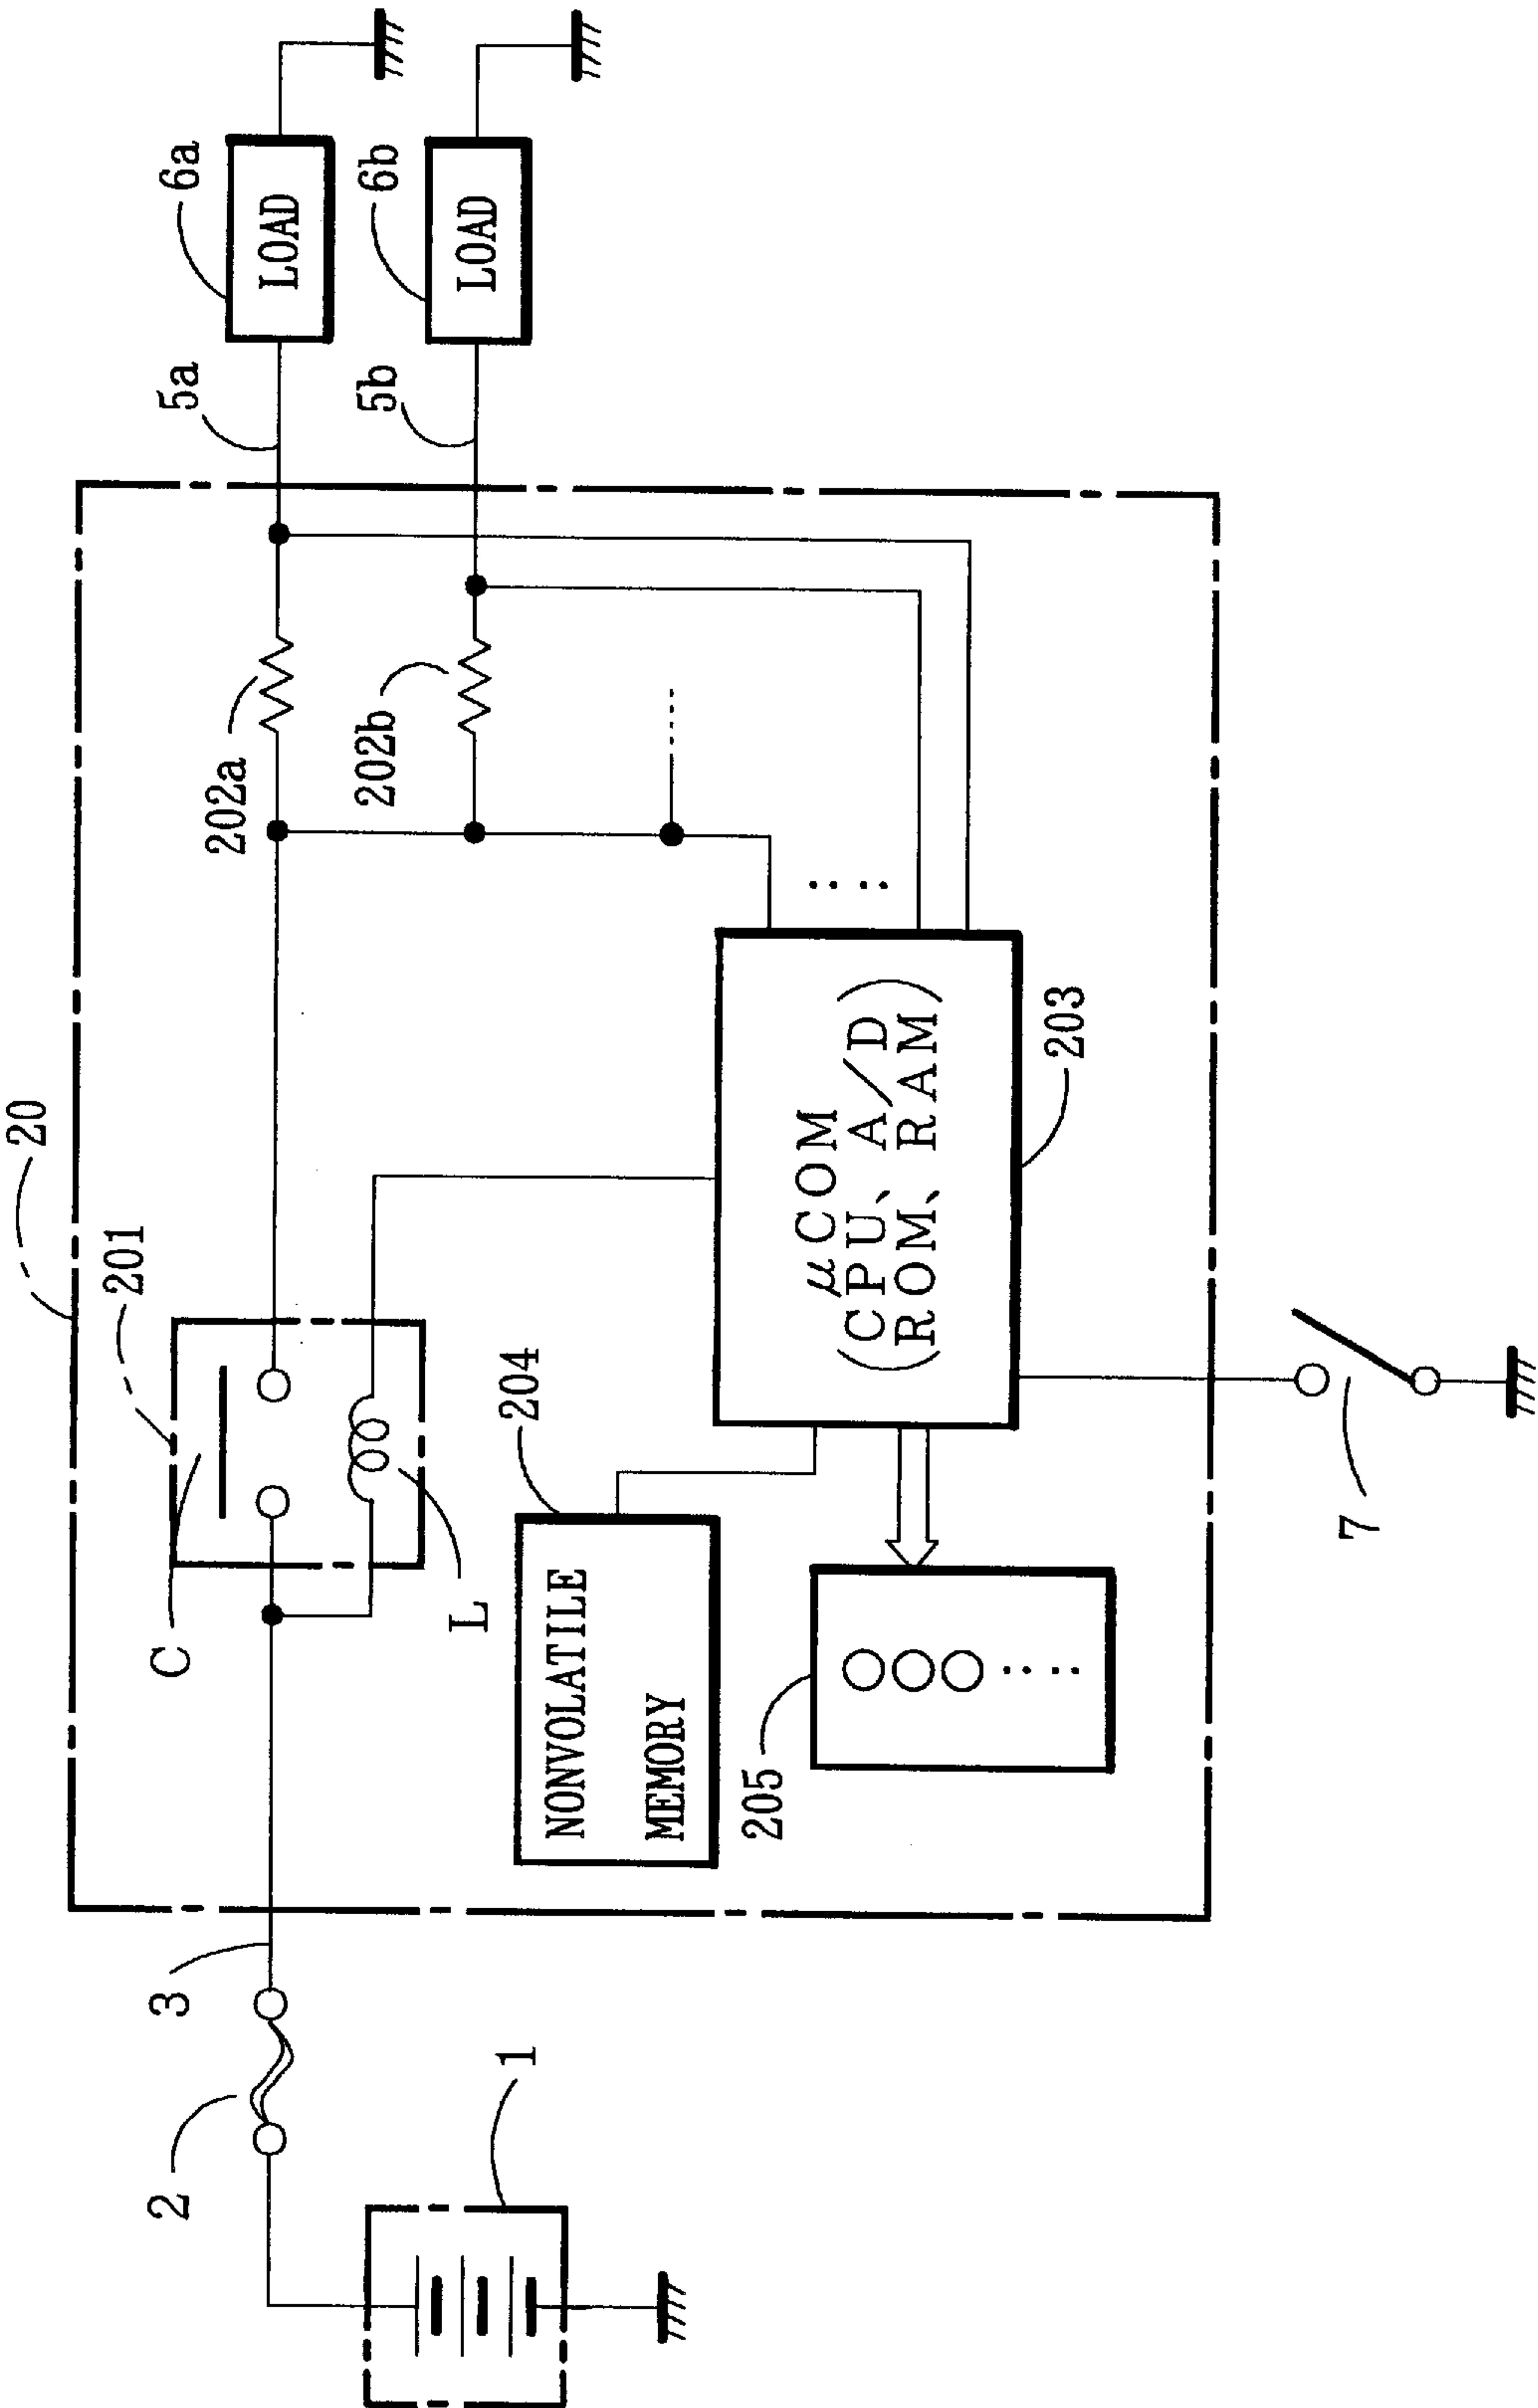 20
201
C
L
202a
202b
5a
5b
6a
LOAD
6b
LOAD
3
2
1
204
NONVOLATILE
MEMORY
205
μCOM
(CPU、A/D
ROM、RAM)
203
7